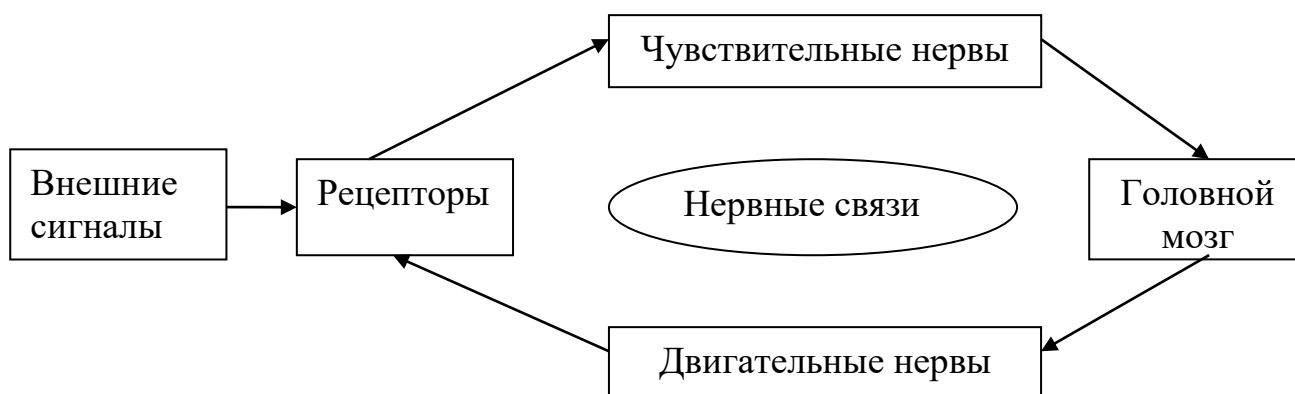 Чувствительные нервы
Внешние
сигналы
Рецепторы
Нервные связи
Головной
мозг
Двигательные нервы